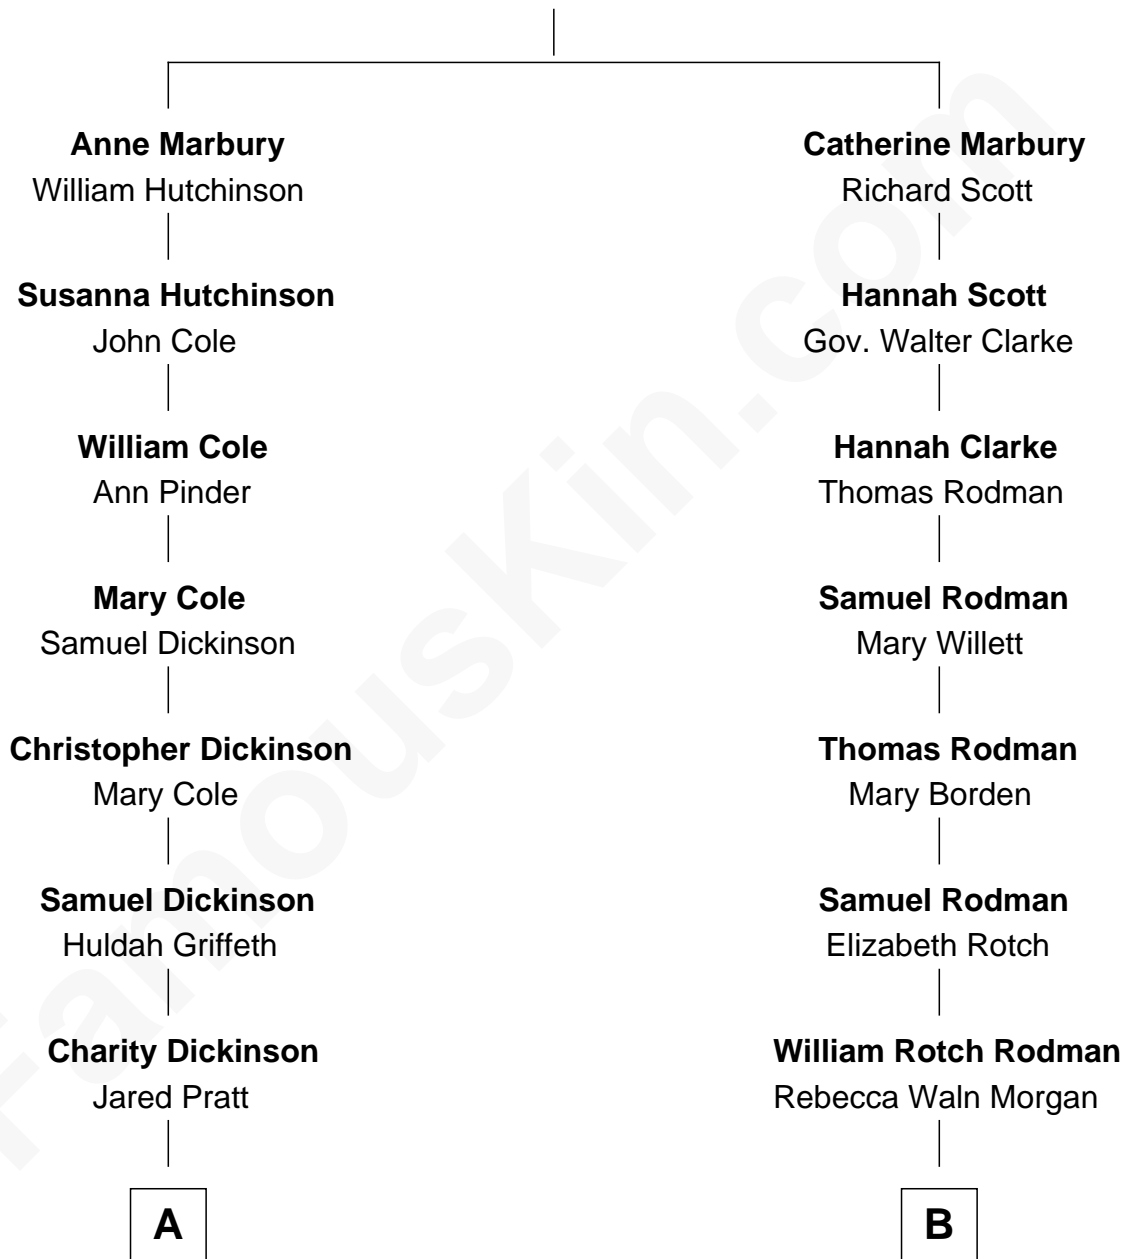 Anne Marbury
William Hutchinson
Susanna Hutchinson
John Cole
William Cole
Ann Pinder
Mary Cole
Samuel Dickinson
Christopher Dickinson
Mary Cole
Samuel Dickinson
Huldah Griffeth
Charity Dickinson
Jared Pratt
A
Catherine Marbury
Richard Scott
Hannah Scott
Gov. Walter Clarke
Hannah Clarke
Thomas Rodman
Samuel Rodman
Mary Willett
Thomas Rodman
Mary Borden
Samuel Rodman
Elizabeth Rotch
William Rotch Rodman
Rebecca Waln Morgan
B
FamousKin.com